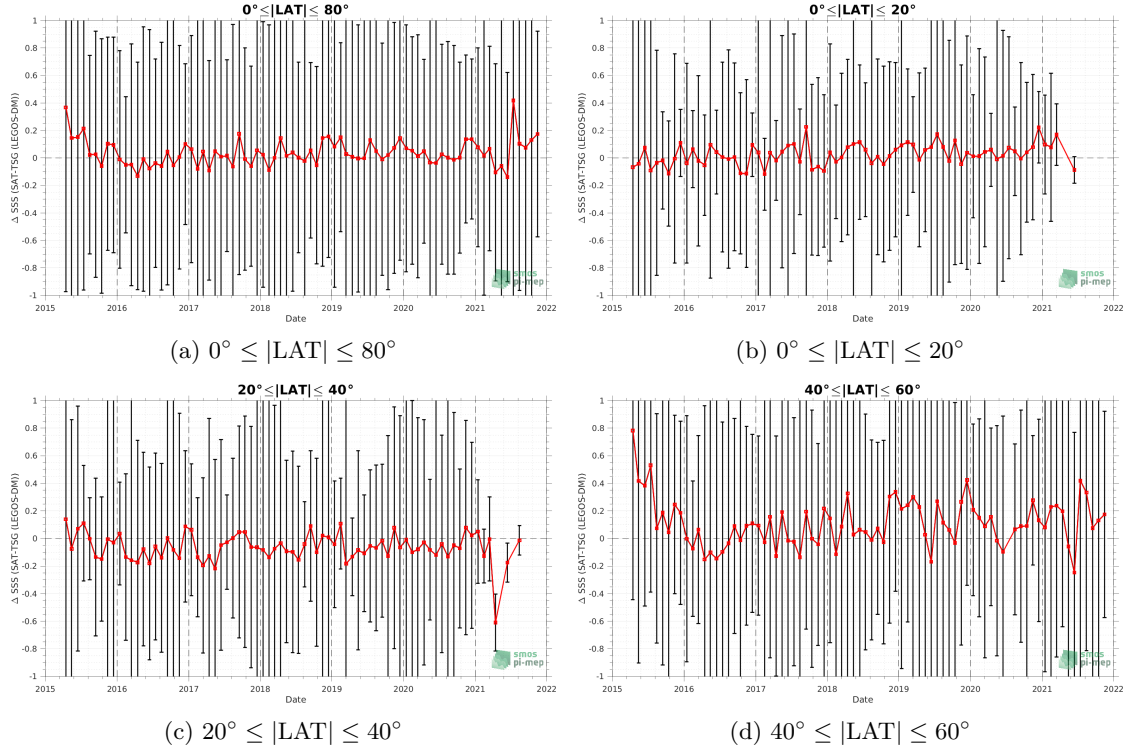 0°≤|LAT|≤ 80°
Δ SSS (SAT-TSG (LEGOS-DM))
1
0.8
0.6
0.4
0.2
0
-0.2
-0.4
-0.6
-0.8
-1
smos
pi-mep
2015 2016 2017 2018 2019 2020 2021 2022
Date
(a) 0° ≤ |LAT| ≤ 80°
0°≤|LAT|≤ 20°
Δ SSS (SAT-TSG (LEGOS-DM))
1
0.8
0.6
0.4
0.2
0
-0.2
-0.4
-0.6
-0.8
-1
smos
pi-mep
2015 2016 2017 2018 2019 2020 2021 2022
Date
(b) 0° ≤ |LAT| ≤ 20°
20°≤|LAT|≤ 40°
Δ SSS (SAT-TSG (LEGOS-DM))
1
0.8
0.6
0.4
0.2
0
-0.2
-0.4
-0.6
-0.8
-1
smos
pi-mep
2015 2016 2017 2018 2019 2020 2021 2022
Date
(c) 20° ≤ |LAT| ≤ 40°
40°≤|LAT|≤ 60°
Δ SSS (SAT-TSG (LEGOS-DM))
1
0.8
0.6
0.4
0.2
0
-0.2
-0.4
-0.6
-0.8
-1
smos
pi-mep
2015 2016 2017 2018 2019 2020 2021 2022
Date
(d) 40° ≤ |LAT| ≤ 60°